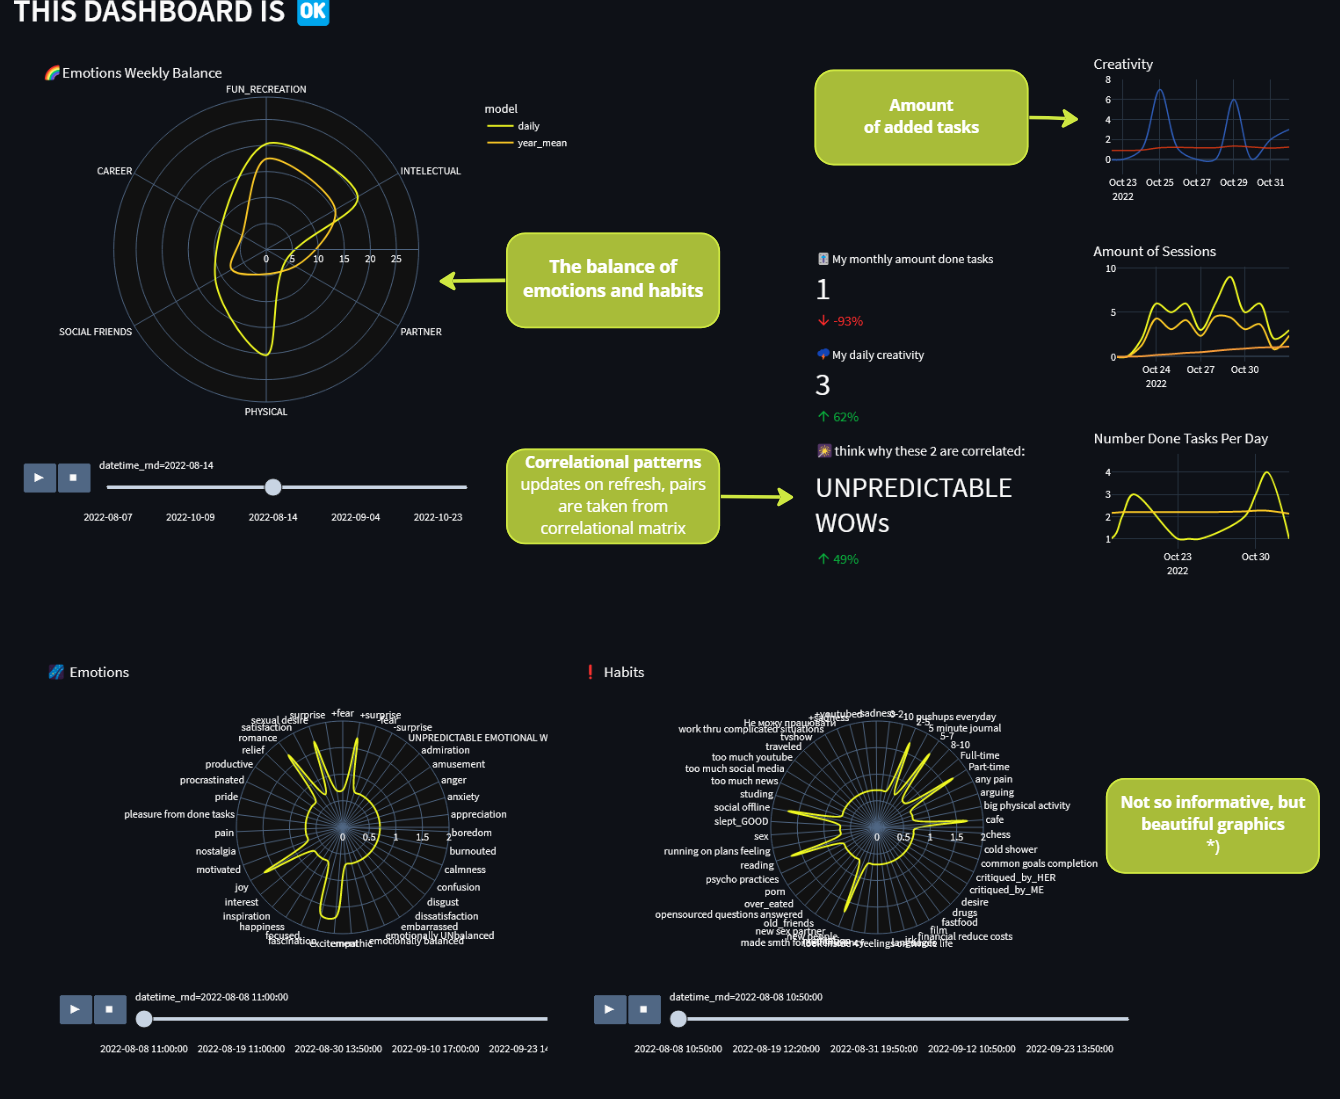 THIS DASHBOARD IS OK
🌈Emotions Weekly Balance
FUN_RECREATION
INTELECTUAL
PARTNER
PHYSICAL
SOCIAL FRIENDS
CAREER
0 5 10 15 20 25
model
daily
year_mean
datetime_rnd=2022-08-14
2022-08-07 2022-10-09 2022-08-14 2022-09-04 2022-10-23
The balance of
emotions and habits
Correlational patterns
updates on refresh, pairs
are taken from
correlational matrix
Amount
of added tasks
My monthly amount done tasks
1
-93%
My daily creativity
3
62%
think why these 2 are correlated:
UNPREDICTABLE
WOWs
49%
Creativity
8
6
4
2
0
Oct 23 Oct 25 Oct 27 Oct 29 Oct 31
2022
Amount of Sessions
10
5
0
Oct 24 Oct 27 Oct 30
2022
Number Done Tasks Per Day
4
3
2
1
Oct 23 Oct 30
2022
Emotions
+fear
+surprise
-fear
-surprise
UNPREDICTABLE EMOTIONAL W
admiration
amusement
anger
anxiety
appreciation
boredom
burnouted
calmness
confusion
disgust
dissatisfaction
embarrassed
emotionally UNbalanced
emotionally balanced
empathic
excitement
fascination
focused
happiness
inspiration
interest
joy
motivated
nostalgia
pain
pleasure from done tasks
pride
procrastinated
productive
relief
romance
satisfaction
sexual desire
surprise
0 0.5 1 1.5 2
datetime_rnd=2022-08-08 11:00:00
2022-08-08 11:00:00 2022-08-19 11:00:00 2022-08-30 13:50:00 2022-09-10 17:00:00 2022-09-23 14
❗ Habits
+youtubed
+sadness
-sadness
0-2
10 pushups everyday
2-5
5 minute journal
5-7
8-10
Full-time
Part-time
any pain
arguing
big physical activity
cafe
chess
cold shower
common goals completion
critiqued_by_HER
critiqued_by_ME
desire
drugs
fastfood
film
financial reduce costs
made smth for
new people
new sex partner
old_friends
opensourced questions answered
over_eated
porn
psycho practices
reading
running on plans feeling
sex
slept_GOOD
social offline
studing
too much news
too much social media
too much youtube
traveled
tvshow
work thru complicated situations
Не можу працювати
0 0.5 1 1.5 2
datetime_rnd=2022-08-08 10:50:00
2022-08-08 10:50:00 2022-08-19 12:20:00 2022-08-31 19:50:00 2022-09-12 10:50:00 2022-09-23 13:50:00
Not so informative, but
beautiful graphics
*)